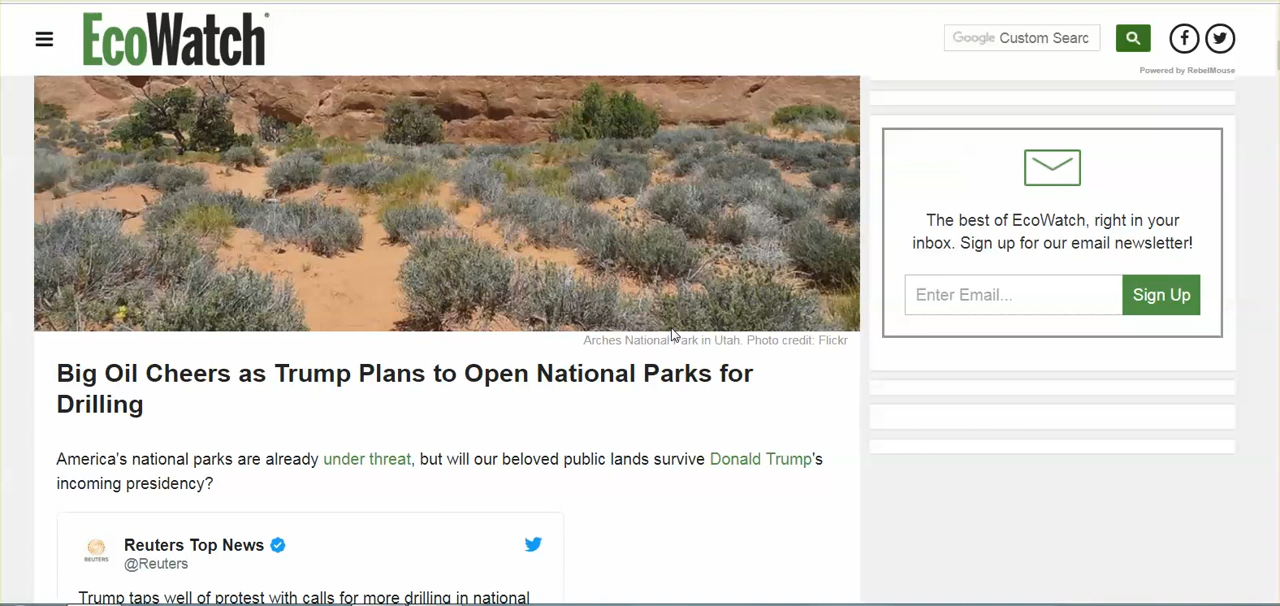 EcoWatch
Google Custom Searc
Powered by RebelMouse
The best of EcoWatch, right in your
inbox. Sign up for our email newsletter!
Enter Email...
Sign Up
Arches National Park in Utah. Photo credit: Flickr
Big Oil Cheers as Trump Plans to Open National Parks for
Drilling
America's national parks are already under threat, but will our beloved public lands survive Donald Trump's
incoming presidency?
REUTERS
Reuters Top News
@Reuters
Trump taps well of protest with calls for more drilling in national